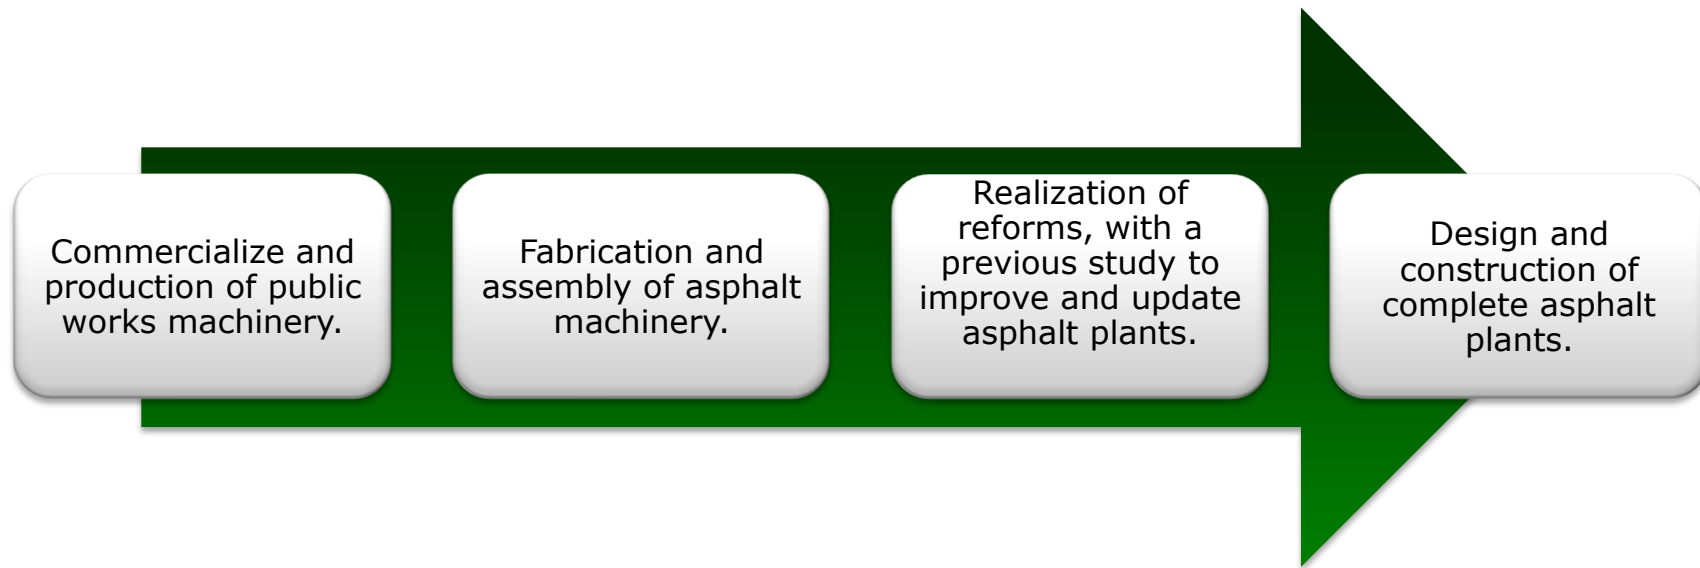 Commercialize and
production of public
works machinery.
Fabrication and
assembly of asphalt
machinery.
Realization of
reforms, with a
previous study to
improve and update
asphalt plants.
Design and
construction of
complete asphalt
plants.